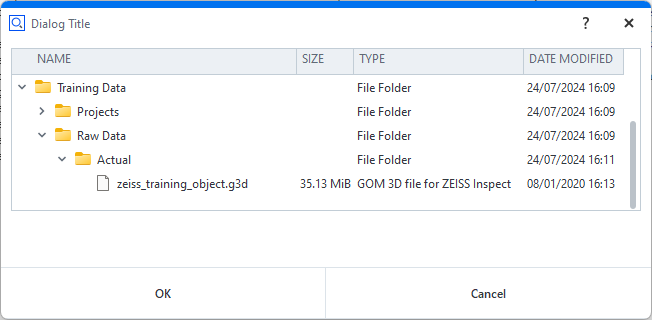 Dialog Title ?
NAME SIZE TYPE DATE MODIFIED
Training Data File Folder 24/07/2024 16:09
Projects File Folder 24/07/2024 16:09
Raw Data File Folder 24/07/2024 16:09
Actual File Folder 24/07/2024 16:11
zeiss_training_object.g3d 35.13 MiB GOM 3D file for ZEISS Inspect 08/01/2020 16:13
OK Cancel